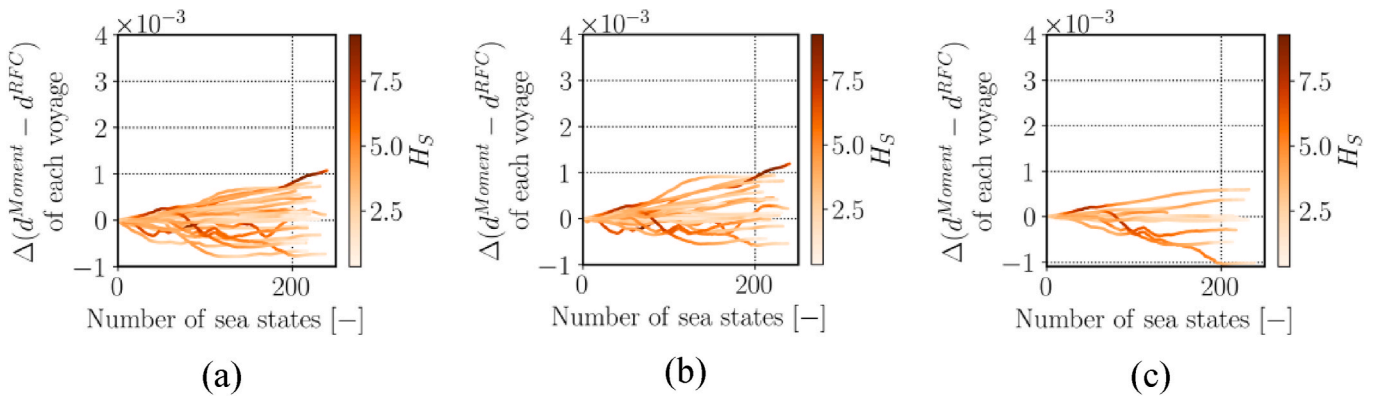 ×10⁻³
4
3
2
1
0
−1
0
200
Δ(d^{Moment} − d^{RFC})
of each voyage
Number of sea states [−]
7.5
5.0
2.5
H_S
(a)
×10⁻³
4
3
2
1
0
−1
0
200
Δ(d^{Moment} − d^{RFC})
of each voyage
Number of sea states [−]
7.5
5.0
2.5
H_S
(b)
×10⁻³
4
3
2
1
0
−1
0
200
Δ(d^{Moment} − d^{RFC})
of each voyage
Number of sea states [−]
7.5
5.0
2.5
H_S
(c)